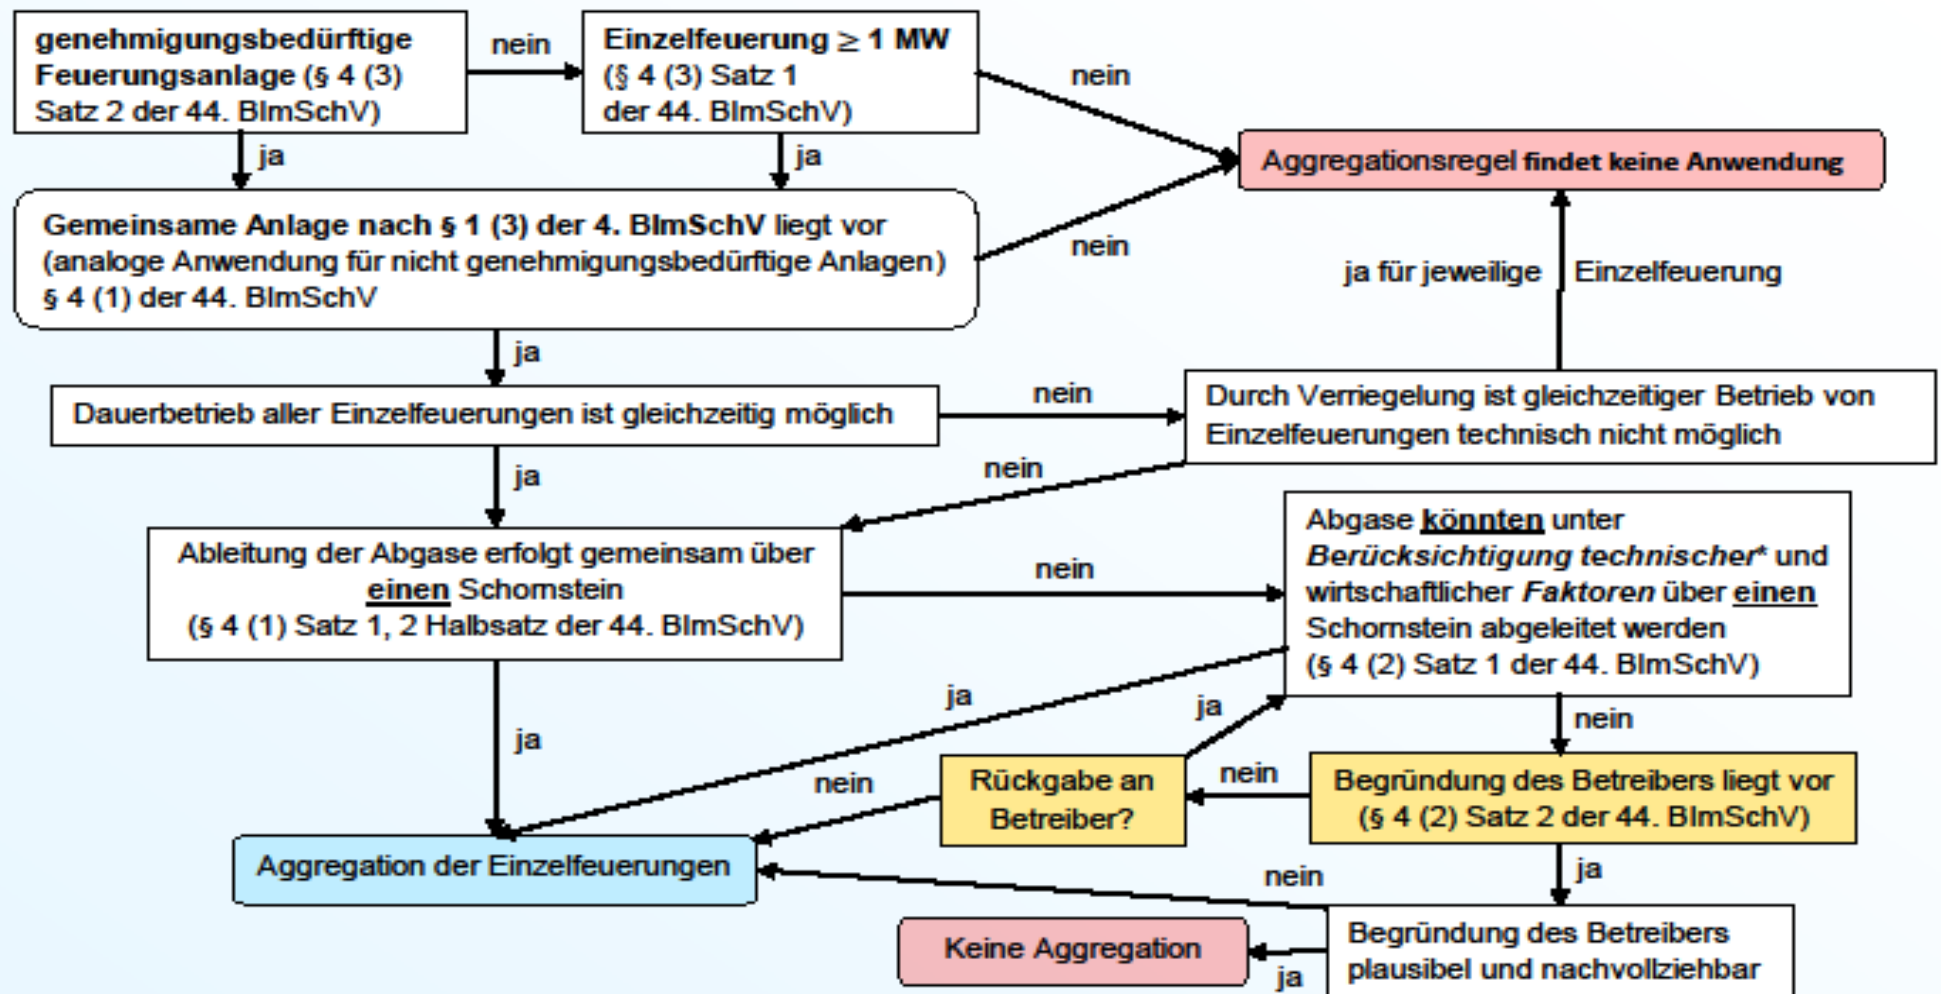 genehmigungsbedürftige
Feuerungsanlage (§ 4 (3)
Satz 2 der 44. BImSchV)
nein
Einzelfeuerung ≥ 1 MW
(§ 4 (3) Satz 1
der 44. BImSchV)
nein
ja
ja
Aggregationsregel findet keine Anwendung
Gemeinsame Anlage nach § 1 (3) der 4. BImSchV liegt vor
(analoge Anwendung für nicht genehmigungsbedürftige Anlagen)
§ 4 (1) der 44. BImSchV
nein
ja für jeweilige Einzelfeuerung
ja
Dauerbetrieb aller Einzelfeuerungen ist gleichzeitig möglich
nein
Durch Verriegelung ist gleichzeitiger Betrieb von
Einzelfeuerungen technisch nicht möglich
ja
nein
Ableitung der Abgase erfolgt gemeinsam über
einen Schornstein
(§ 4 (1) Satz 1, 2 Halbsatz der 44. BImSchV)
nein
Abgase könnten unter
Berücksichtigung technischer* und
wirtschaftlicher Faktoren über einen
Schornstein abgeleitet werden
(§ 4 (2) Satz 1 der 44. BImSchV)
ja
ja
ja
nein
nein
Rückgabe an
Betreiber?
nein
Begründung des Betreibers liegt vor
(§ 4 (2) Satz 2 der 44. BImSchV)
Aggregation der Einzelfeuerungen
nein
ja
Keine Aggregation
ja
Begründung des Betreibers
plausibel und nachvollziehbar